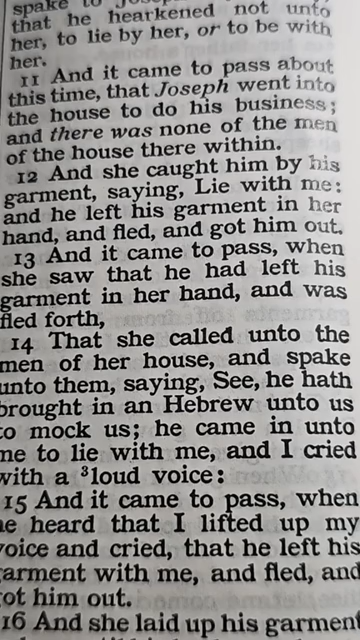 spake to Joseph
that he hearkened not unto
her, to lie by her, or to be with
her.
11 And it came to pass about
this time, that Joseph went into
the house to do his business;
and there was none of the men
of the house there within.
12 And she caught him by his
garment, saying, Lie with me:
and he left his garment in her
hand, and fled, and got him out.
13 And it came to pass, when
she saw that he had left his
garment in her hand, and was
fled forth,
14 That she called unto the
men of her house, and spake
unto them, saying, See, he hath
brought in an Hebrew unto us
to mock us; he came in unto
me to lie with me, and I cried
with a ³loud voice:
15 And it came to pass, when
he heard that I lifted up my
voice and cried, that he left his
garment with me, and fled, and
got him out.
16 And she laid up his garment